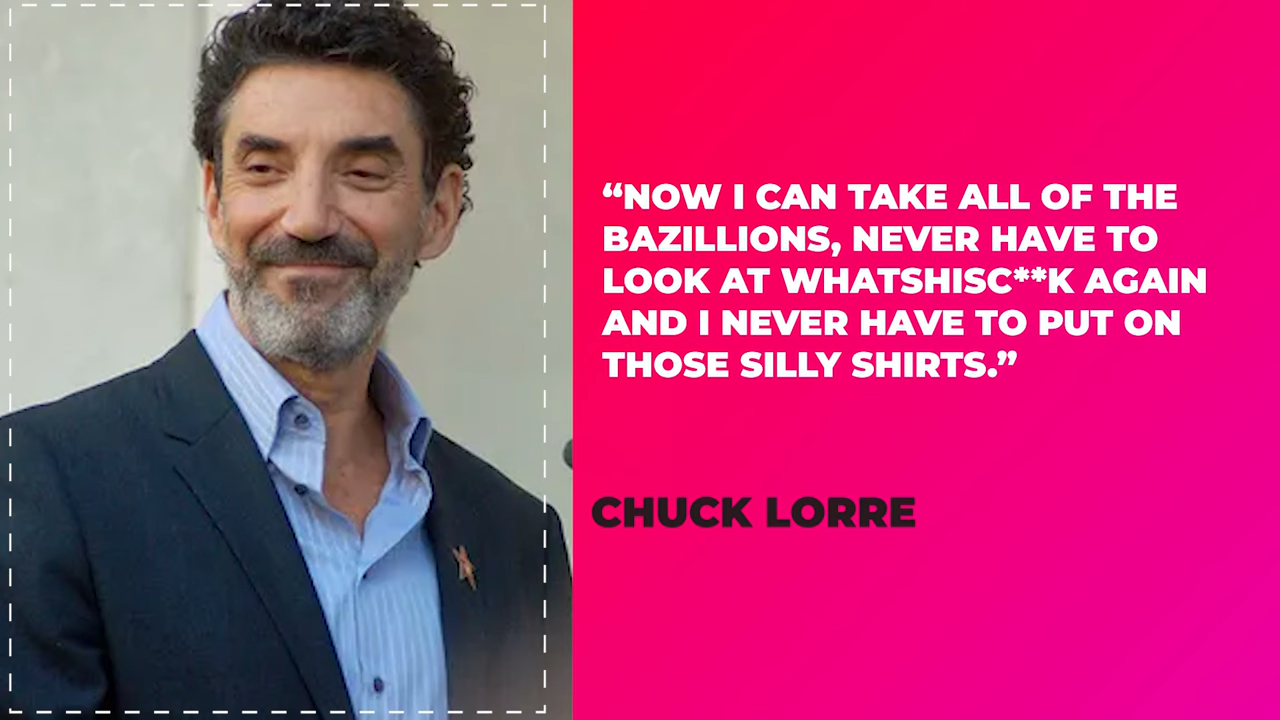 “NOW I CAN TAKE ALL OF THE
BAZILLIONS, NEVER HAVE TO
LOOK AT WHATSHISC**K AGAIN
AND I NEVER HAVE TO PUT ON
THOSE SILLY SHIRTS.”
CHUCK LORRE